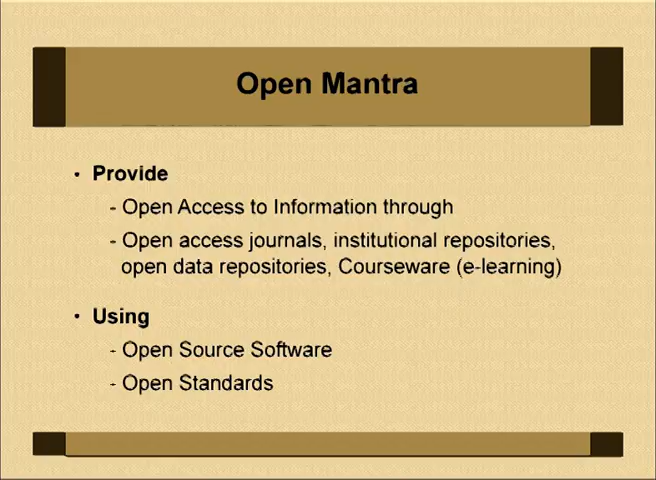 Open Mantra
• Provide
- Open Access to Information through
- Open access journals, institutional repositories,
open data repositories, Courseware (e-learning)
• Using
- Open Source Software
- Open Standards